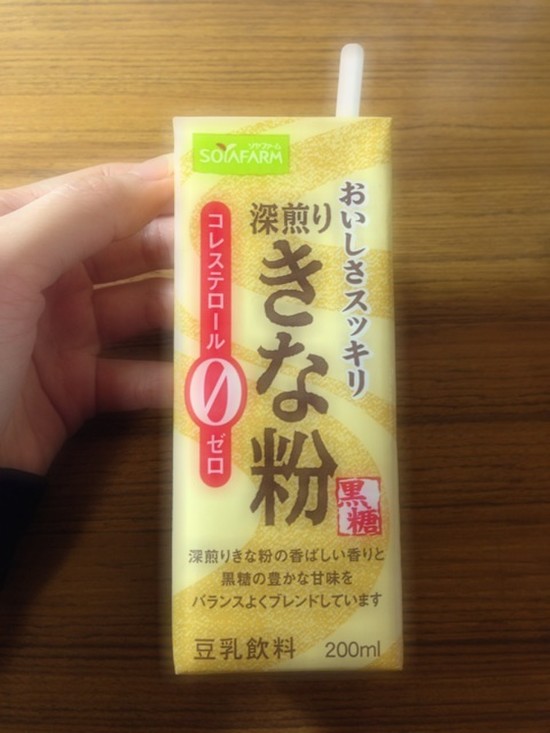 ソヤファーム
SOYAFARM
おいしさスッキリ
深煎り
きな粉
黒糖
コレステロール
0
ゼロ
深煎りきな粉の香ばしい香りと
黒糖の豊かな甘味を
バランスよくブレンドしています
豆乳飲料 200ml